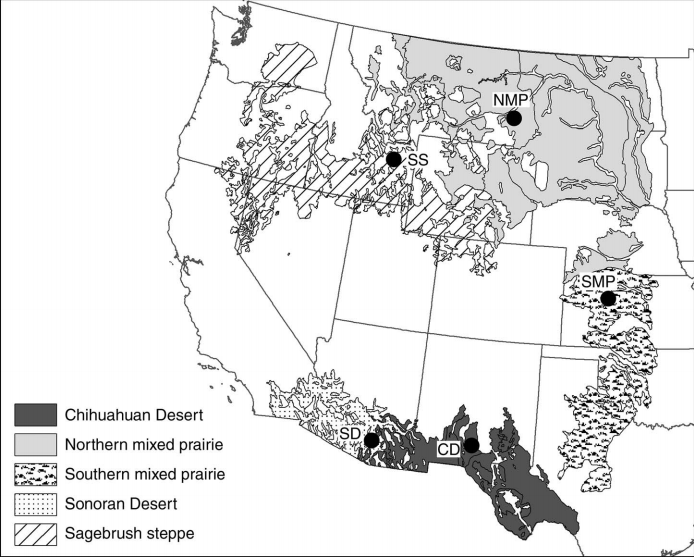 NMP
SS
SMP
SD
CD
Chihuahuan Desert
Northern mixed prairie
Southern mixed prairie
Sonoran Desert
Sagebrush steppe